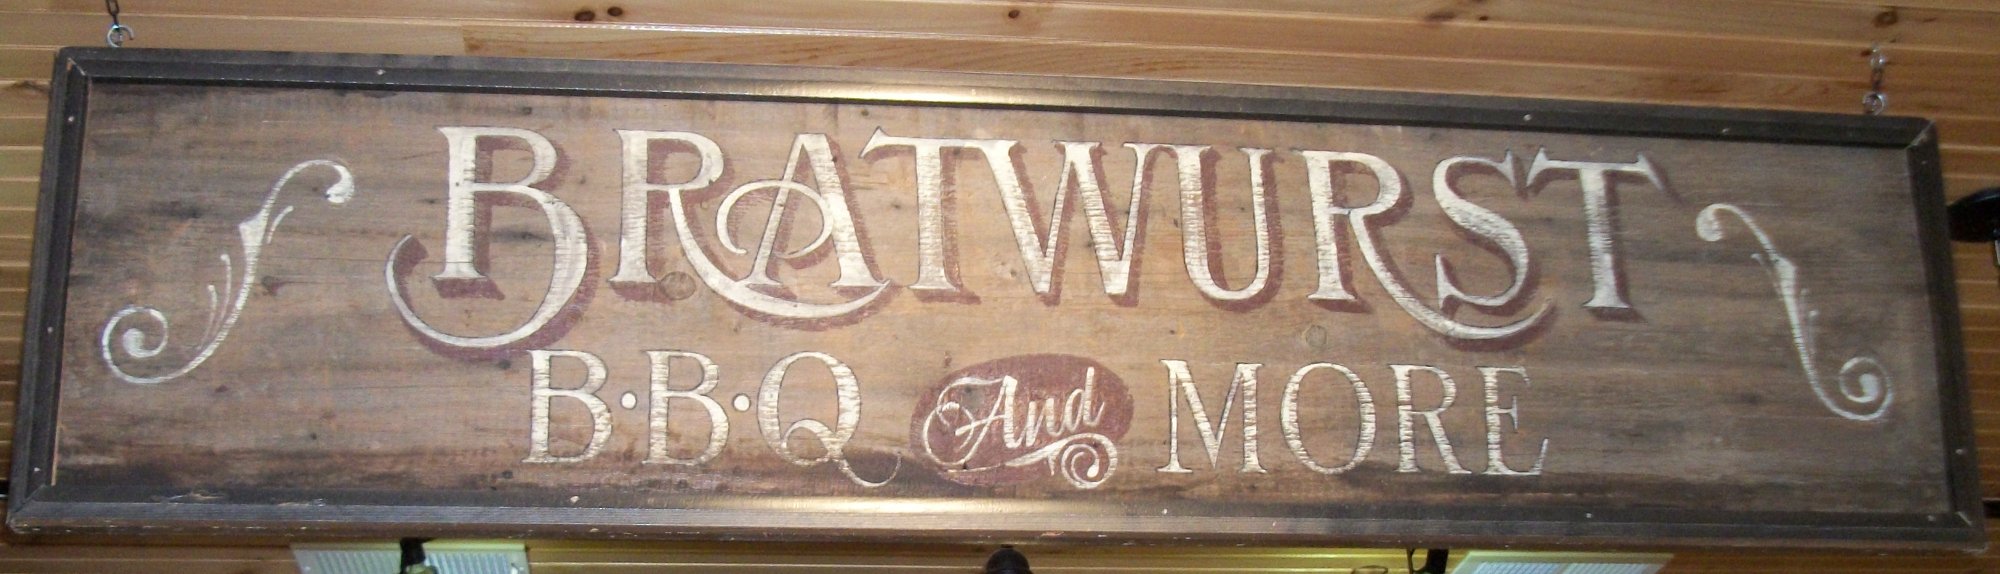 BRATWURST
B·B·Q And MORE